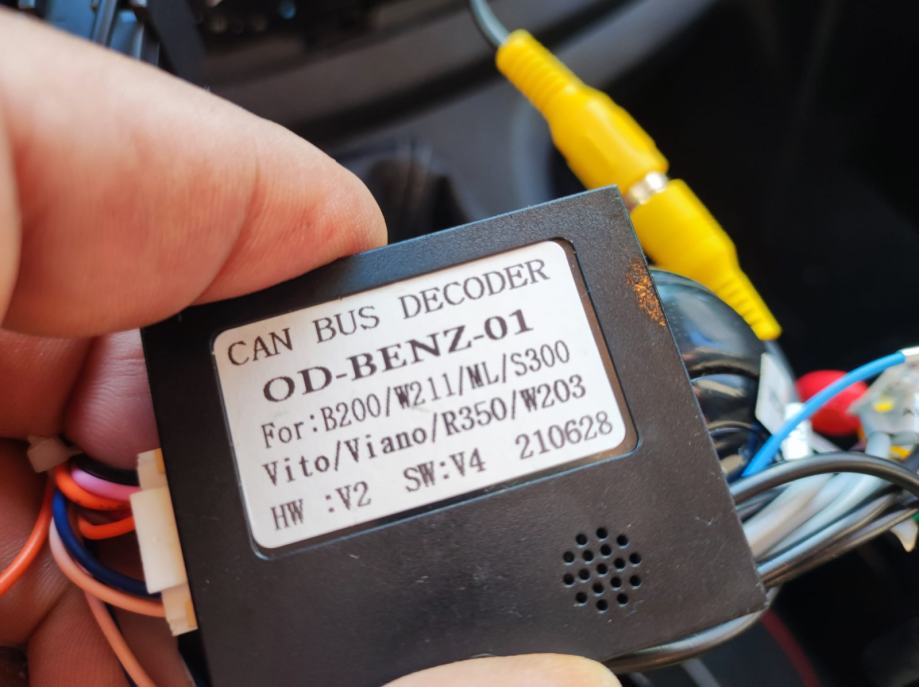 CAN BUS DECODER
OD-BENZ-01
For:B200/W211/ML/S300
Vito/Viano/R350/W203
HW :V2 SW:V4 210628